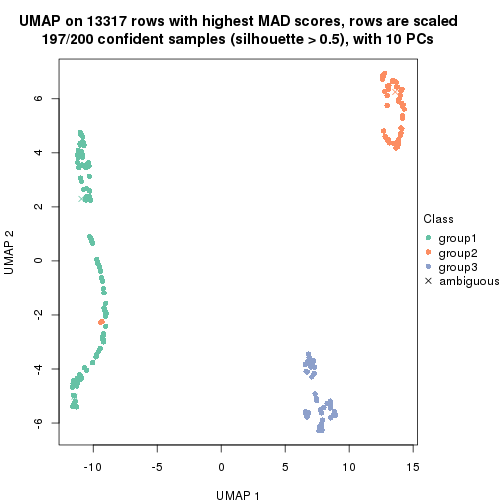 UMAP on 13317 rows with highest MAD scores, rows are scaled
197/200 confident samples (silhouette > 0.5), with 10 PCs
6
4
2
0
-2
-4
-6
UMAP 2
-10
-5
0
5
10
15
UMAP 1
Class
group1
group2
group3
ambiguous